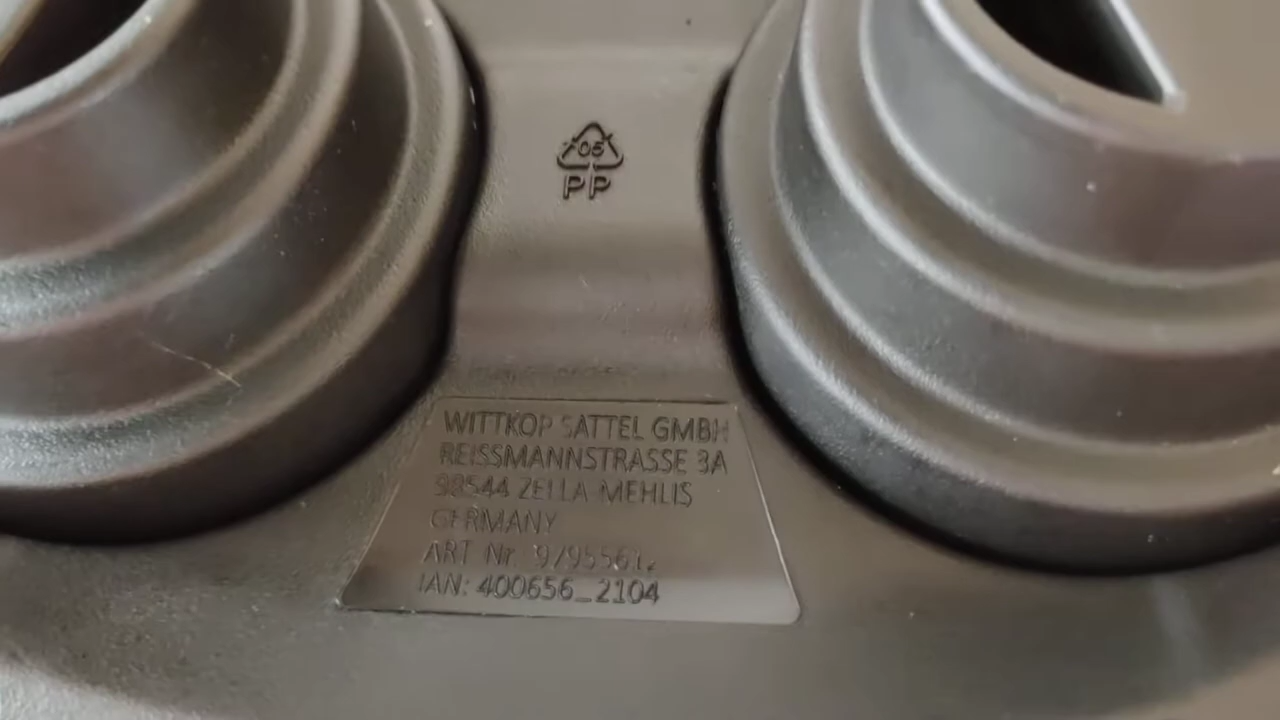 05
PP
WITTKOP SATTEL GMBH
REISSMANNSTRASSE 3A
98544 ZELLA-MEHLIS
GERMANY
ART Nr.
IAN: 400656_2104